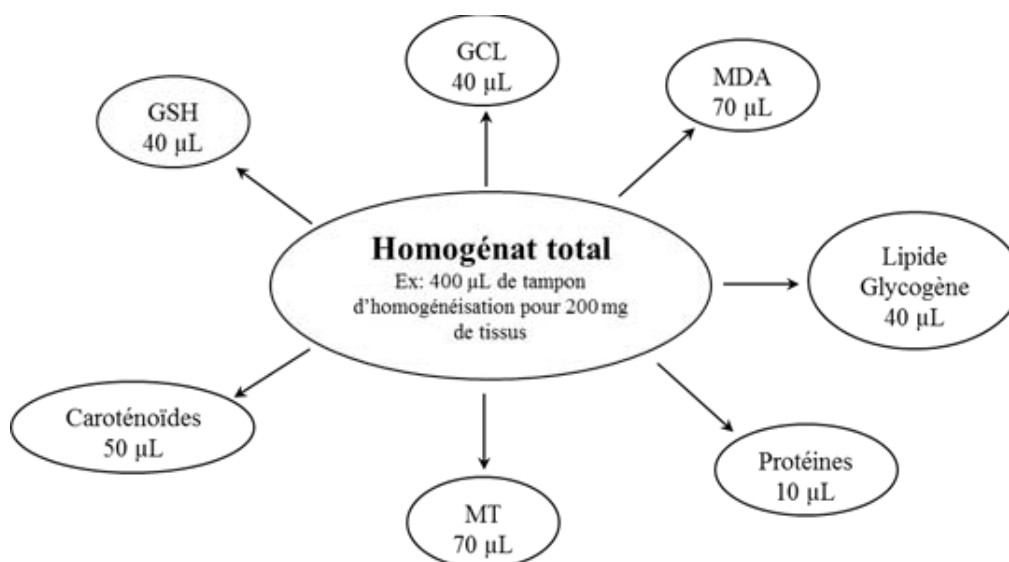 GCL
40 µL
MDA
70 µL
GSH
40 µL
Homogénat total
Ex: 400 µL de tampon
d'homogénéisation pour 200 mg
de tissus
Lipide
Glycogène
40 µL
Caroténoïdes
50 µL
Protéines
10 µL
MT
70 µL